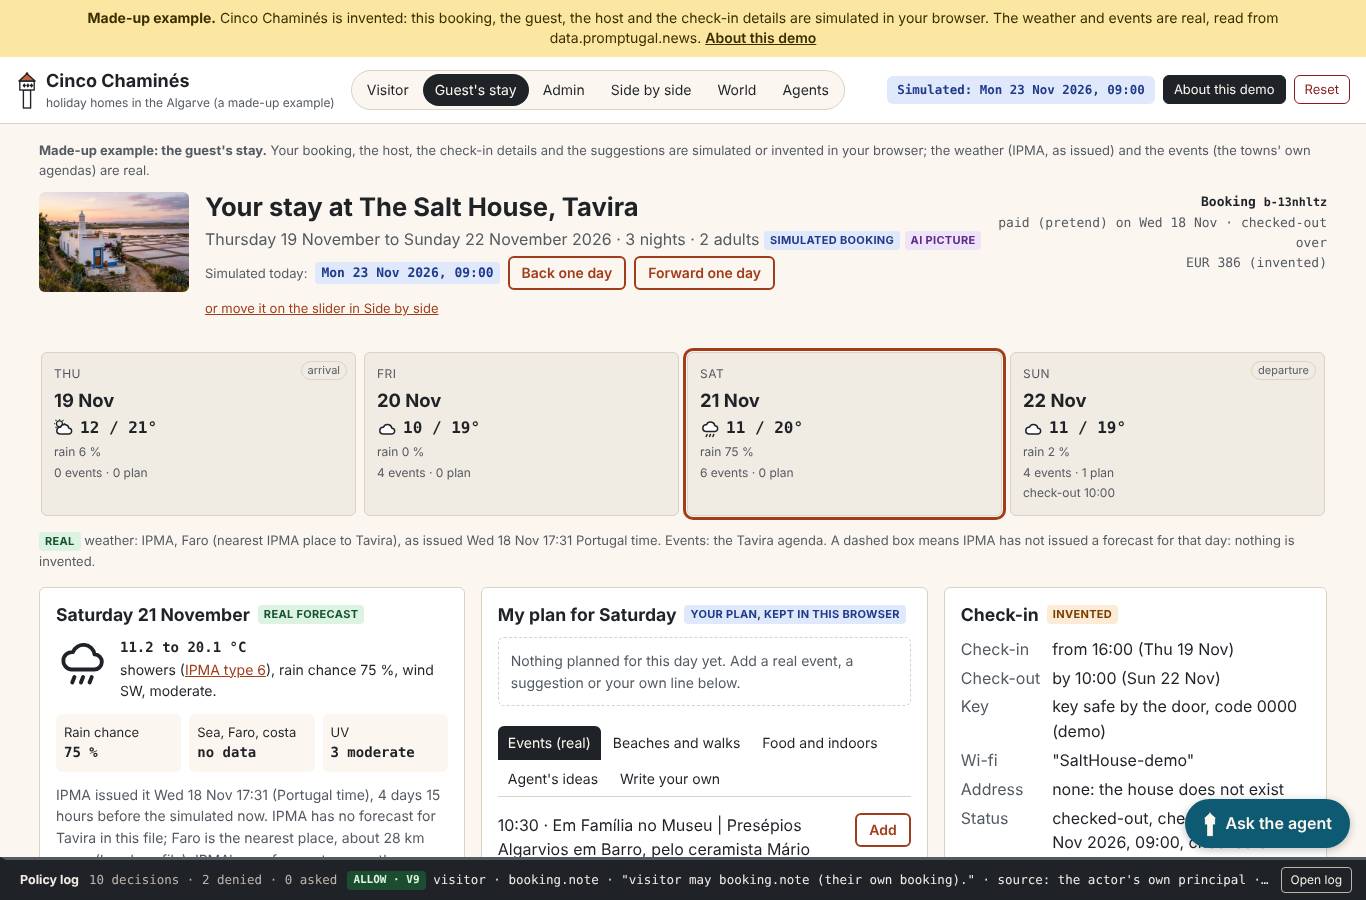 Made-up example. Cinco Chaminés is invented: this booking, the guest, the host and the check-in details are simulated in your browser. The weather and events are real, read from
data.promptugal.news. About this demo
Cinco Chaminés
holiday homes in the Algarve (a made-up example)
Visitor
Guest's stay
Admin
Side by side
World
Agents
Simulated: Mon 23 Nov 2026, 09:00
About this demo
Reset
Made-up example: the guest's stay. Your booking, the host, the check-in details and the suggestions are simulated or invented in your browser; the weather (IPMA, as issued) and the events (the towns' own
agendas) are real.
Your stay at The Salt House, Tavira
Thursday 19 November to Sunday 22 November 2026 · 3 nights · 2 adults SIMULATED BOOKING AI PICTURE
Simulated today: Mon 23 Nov 2026, 09:00 Back one day Forward one day
or move it on the slider in Side by side
Booking b-13nhltz
paid (pretend) on Wed 18 Nov · checked-out
over
EUR 386 (invented)
THU
arrival
19 Nov
12 / 21°
rain 6 %
0 events · 0 plan
FRI
20 Nov
10 / 19°
rain 0 %
4 events · 0 plan
SAT
21 Nov
11 / 20°
rain 75 %
6 events · 0 plan
SUN
departure
22 Nov
11 / 19°
rain 2 %
4 events · 1 plan
check-out 10:00
REAL weather: IPMA, Faro (nearest IPMA place to Tavira), as issued Wed 18 Nov 17:31 Portugal time. Events: the Tavira agenda. A dashed box means IPMA has not issued a forecast for that day: nothing is
invented.
Saturday 21 November REAL FORECAST
11.2 to 20.1 °C
showers (IPMA type 6), rain chance 75 %, wind
SW, moderate.
Rain chance
75 %
Sea, Faro, costa
no data
UV
3 moderate
IPMA issued it Wed 18 Nov 17:31 (Portugal time), 4 days 15
hours before the simulated now. IPMA has no forecast for
Tavira in this file; Faro is the nearest place, about 28 km
My plan for Saturday YOUR PLAN, KEPT IN THIS BROWSER
Nothing planned for this day yet. Add a real event, a
suggestion or your own line below.
Events (real)
Beaches and walks
Food and indoors
Agent's ideas
Write your own
10:30 · Em Família no Museu | Presépios
Algarvios em Barro, pelo ceramista Mário
Add
Check-in INVENTED
Check-in from 16:00 (Thu 19 Nov)
Check-out by 10:00 (Sun 22 Nov)
Key key safe by the door, code 0000
(demo)
Wi-fi "SaltHouse-demo"
Address none: the house does not exist
Status checked-out, che
Nov 2026, 09:00,
Ask the agent
Policy log 10 decisions · 2 denied · 0 asked ALLOW · V9 visitor · booking.note · "visitor may booking.note (their own booking)." · source: the actor's own principal ·…
Open log